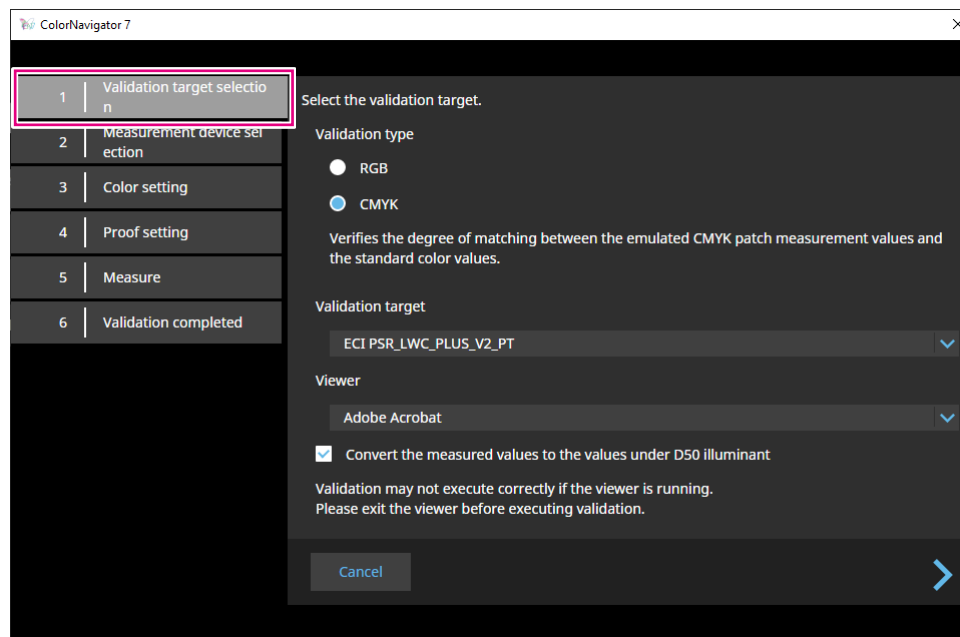 ColorNavigator 7
1 Validation target selectio
n
2 Measurement device sel
ection
3 Color setting
4 Proof setting
5 Measure
6 Validation completed
Select the validation target.
Validation type
RGB
CMYK
Verifies the degree of matching between the emulated CMYK patch measurement values and
the standard color values.
Validation target
ECI PSR_LWC_PLUS_V2_PT
Viewer
Adobe Acrobat
Convert the measured values to the values under D50 illuminant
Validation may not execute correctly if the viewer is running.
Please exit the viewer before executing validation.
Cancel